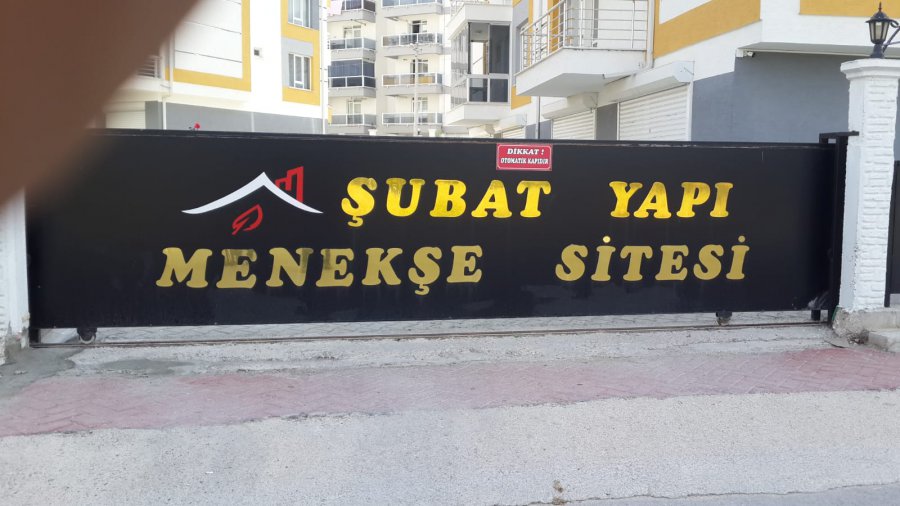 DİKKAT !
OTOMATİK KAPIDIR
ŞUBAT YAPI
MENEKŞE SİTESİ